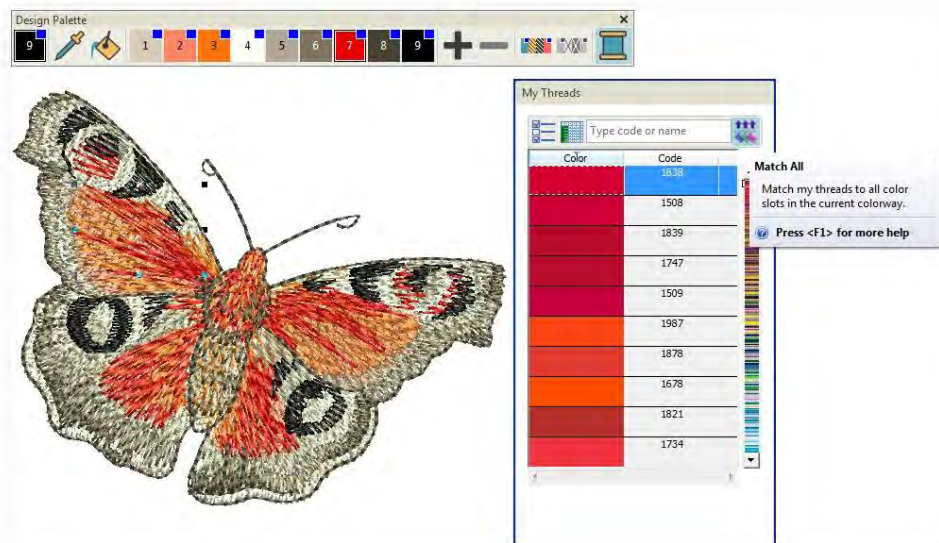 Design Palette
9 1 2 3 4 5 6 7 8 9
My Threads
Type code or name
Color Code
1838
1508
1839
1747
1509
1987
1878
1678
1821
1734
Match All
Match my threads to all color
slots in the current colorway.
Press <F1> for more help